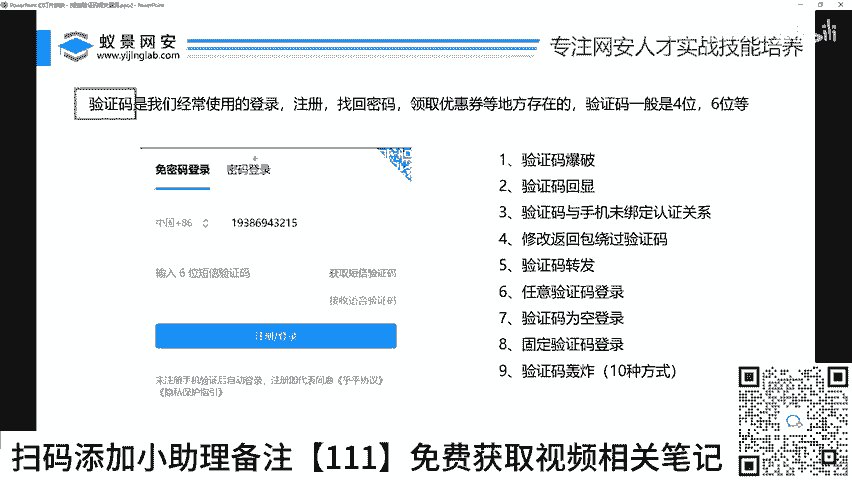 蚁景网安
www.yijinglab.com
专注网安人才实战技能培养
验证码是我们经常使用的登录，注册，找回密码，领取优惠券等地方存在的，验证码一般是4位，6位等
免密码登录 密码登录
中国+86 19386943215
输入 6 位短信验证码 获取短信验证码
接收语音验证码
注册/登录
未注册手机验证后自动登录，注册即代表同意《知乎协议》
《隐私保护指引》
1、验证码爆破
2、验证码回显
3、验证码与手机未绑定认证关系
4、修改返回包绕过验证码
5、验证码转发
6、任意验证码登录
7、验证码为空登录
8、固定验证码登录
9、验证码轰炸（10种方式）
扫码添加小助理备注【111】免费获取视频相关笔记